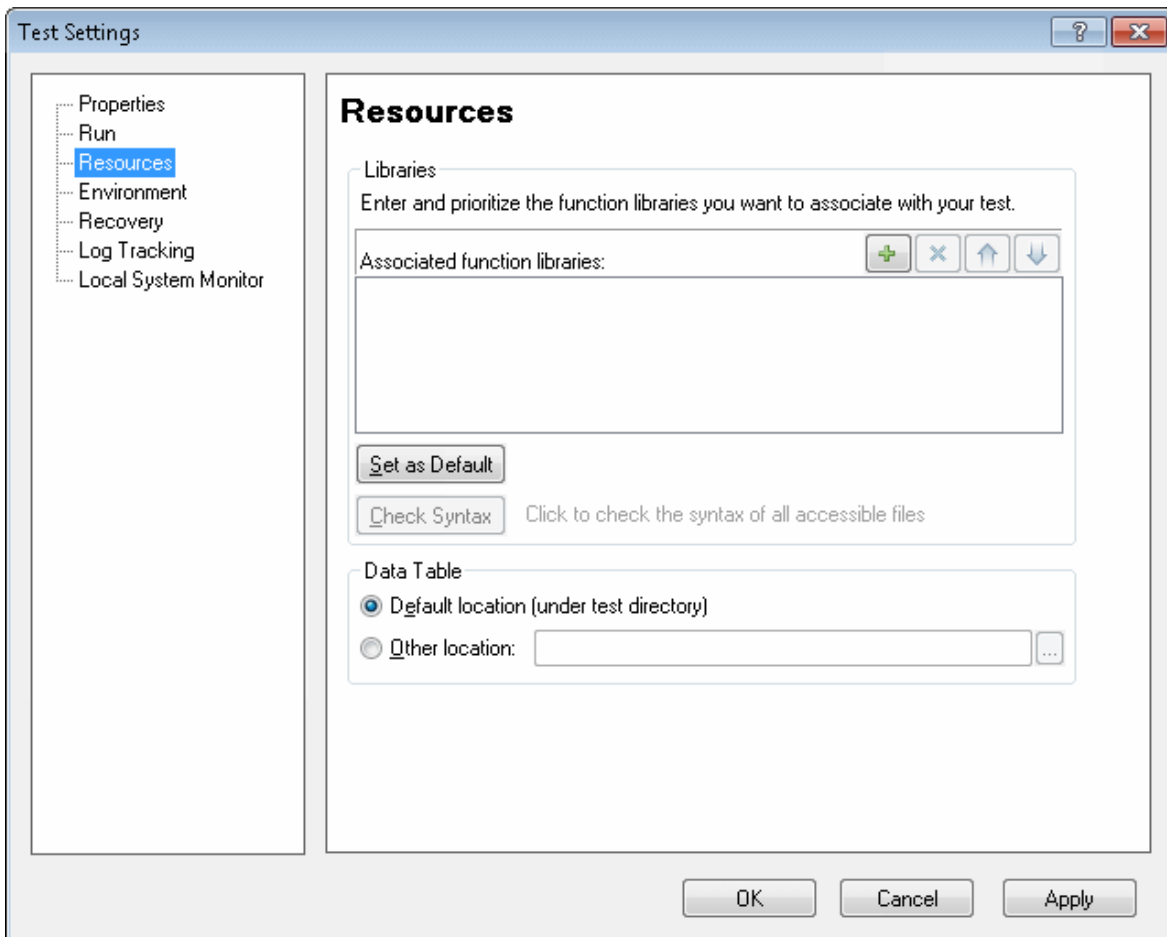 Test Settings
Properties
Run
Resources
Environment
Recovery
Log Tracking
Local System Monitor
Resources
Libraries
Enter and prioritize the function libraries you want to associate with your test.
Associated function libraries:
Set as Default
Check Syntax Click to check the syntax of all accessible files
Data Table
Default location (under test directory)
Other location: ...
OK Cancel Apply